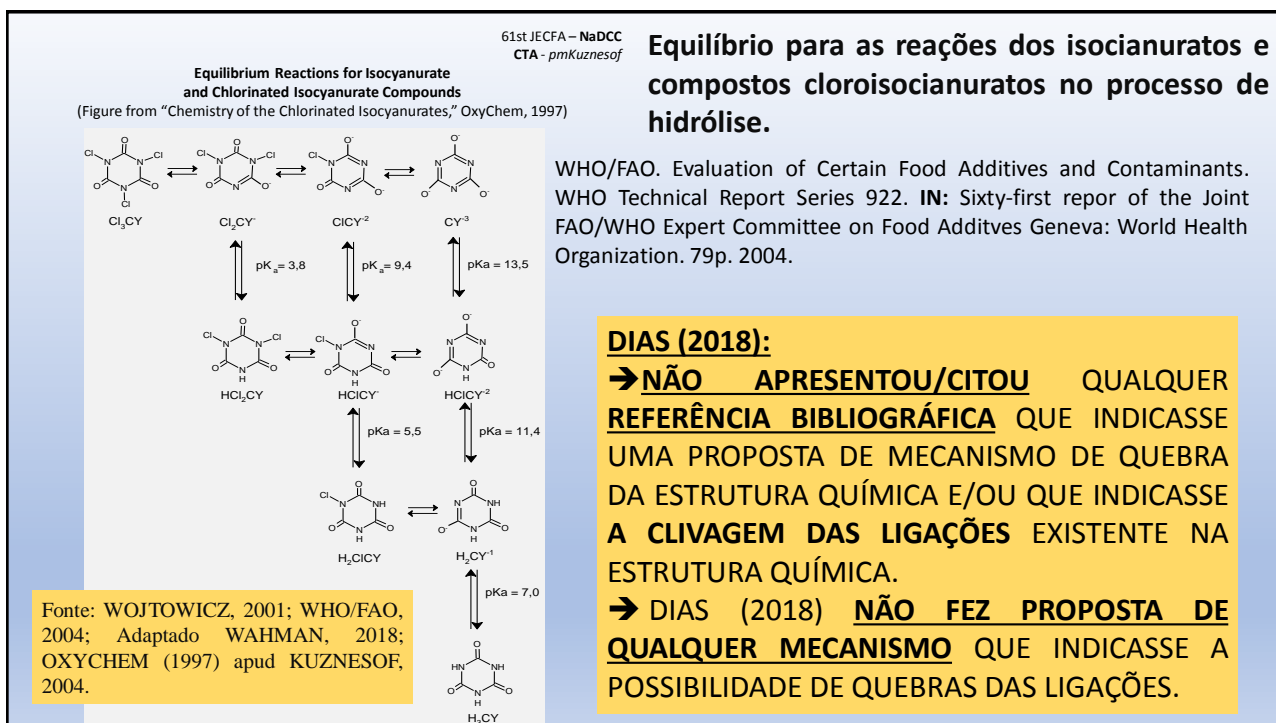 61st JECFA – NaDCC
CTA - pmKuznesof
Equilibrium Reactions for Isocyanurate
and Chlorinated Isocyanurate Compounds
(Figure from “Chemistry of the Chlorinated Isocyanurates,” OxyChem, 1997)
Cl₃CY Cl₂CY⁻ ClCY⁻² CY⁻³
pKₐ= 3,8 pKₐ= 9,4 pKa = 13,5
HCl₂CY HClCY⁻ HClCY⁻²
pKa = 5,5 pKa = 11,4
H₂ClCY H₂CY⁻¹
pKa = 7,0
H₃CY
Fonte: WOJTOWICZ, 2001; WHO/FAO,
2004; Adaptado WAHMAN, 2018;
OXYCHEM (1997) apud KUZNESOF,
2004.
Equilíbrio para as reações dos isocianuratos e
compostos cloroisocianuratos no processo de
hidrólise.
WHO/FAO. Evaluation of Certain Food Additives and Contaminants.
WHO Technical Report Series 922. IN: Sixty-first repor of the Joint
FAO/WHO Expert Committee on Food Additves Geneva: World Health
Organization. 79p. 2004.
DIAS (2018):
➔NÃO APRESENTOU/CITOU QUALQUER
REFERÊNCIA BIBLIOGRÁFICA QUE INDICASSE
UMA PROPOSTA DE MECANISMO DE QUEBRA
DA ESTRUTURA QUÍMICA E/OU QUE INDICASSE
A CLIVAGEM DAS LIGAÇÕES EXISTENTE NA
ESTRUTURA QUÍMICA.
➔ DIAS (2018) NÃO FEZ PROPOSTA DE
QUALQUER MECANISMO QUE INDICASSE A
POSSIBILIDADE DE QUEBRAS DAS LIGAÇÕES.